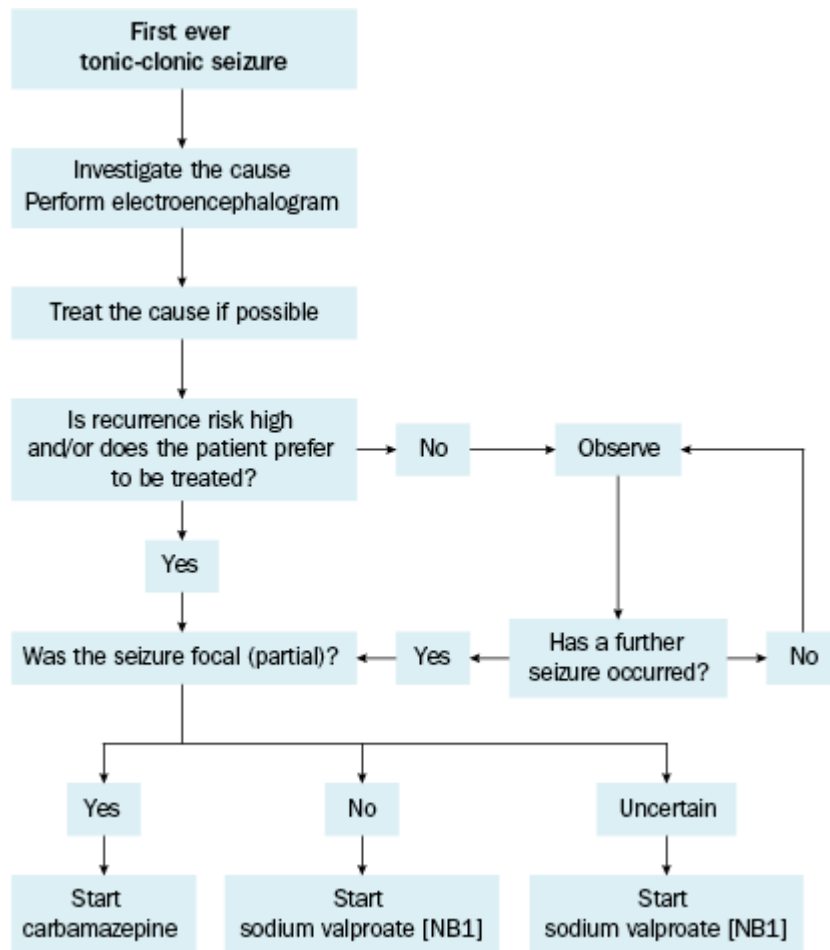 First ever
tonic-clonic seizure
Investigate the cause
Perform electroencephalogram
Treat the cause if possible
Is recurrence risk high
and/or does the patient prefer
to be treated?
No
Observe
Yes
Was the seizure focal (partial)?
Yes
Has a further
seizure occurred?
No
Yes
No
Uncertain
Start
carbamazepine
Start
sodium valproate [NB1]
Start
sodium valproate [NB1]